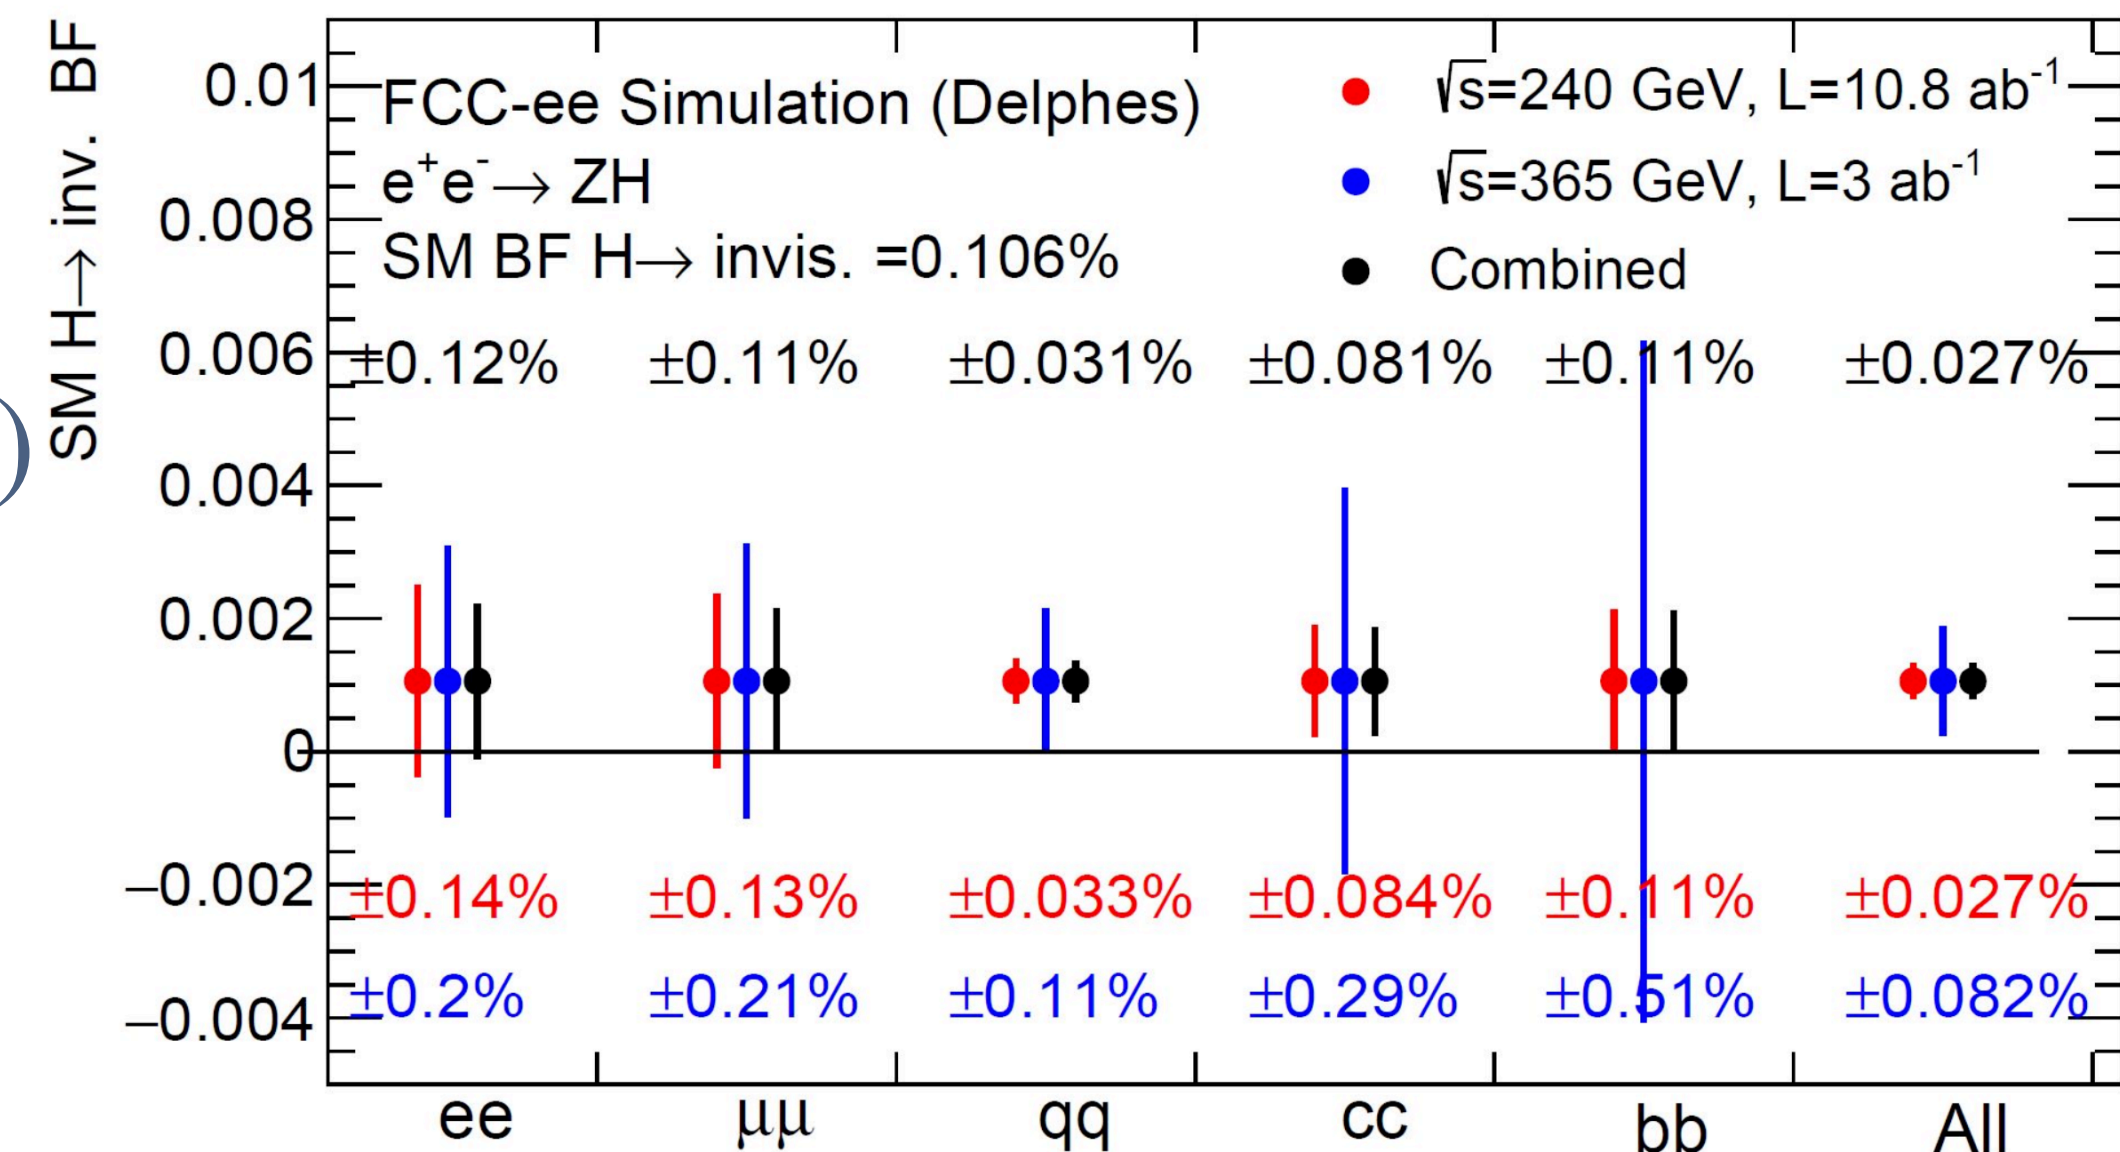 SM H→ inv. BF
0.01
0.008
0.006
0.004
0.002
0
−0.002
−0.004
FCC-ee Simulation (Delphes)
e⁺e⁻→ ZH
SM BF H→ invis. =0.106%
√s=240 GeV, L=10.8 ab⁻¹
√s=365 GeV, L=3 ab⁻¹
Combined
±0.12% ±0.11% ±0.031% ±0.081% ±0.11% ±0.027%
±0.14% ±0.13% ±0.033% ±0.084% ±0.11% ±0.027%
±0.2% ±0.21% ±0.11% ±0.29% ±0.51% ±0.082%
ee μμ qq cc bb All
)